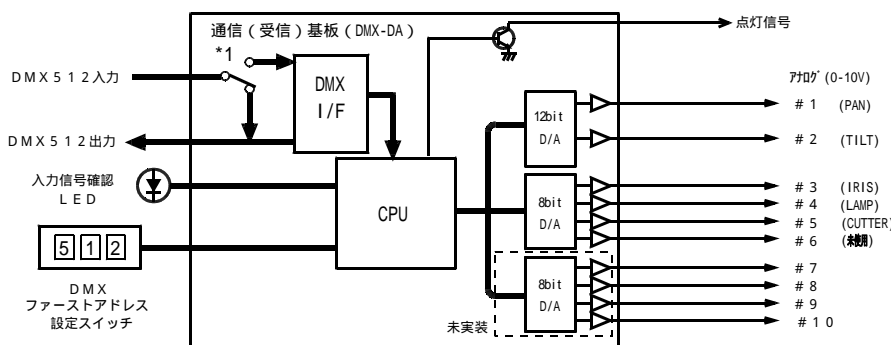 通信（受信）基板（DMX-DA）
点灯信号
*1
DMX512入力
DMX
I/F
ｱﾅﾛｸﾞ(0-10V)
12bit
D/A
#1 (PAN)
#2 (TILT)
DMX512出力
入力信号確認
LED
CPU
8bit
D/A
#3 (IRIS)
#4 (LAMP)
#5 (CUTTER)
#6 (未使用)
512
DMX
ファーストアドレス
設定スイッチ
8bit
D/A
未実装
#7
#8
#9
#10